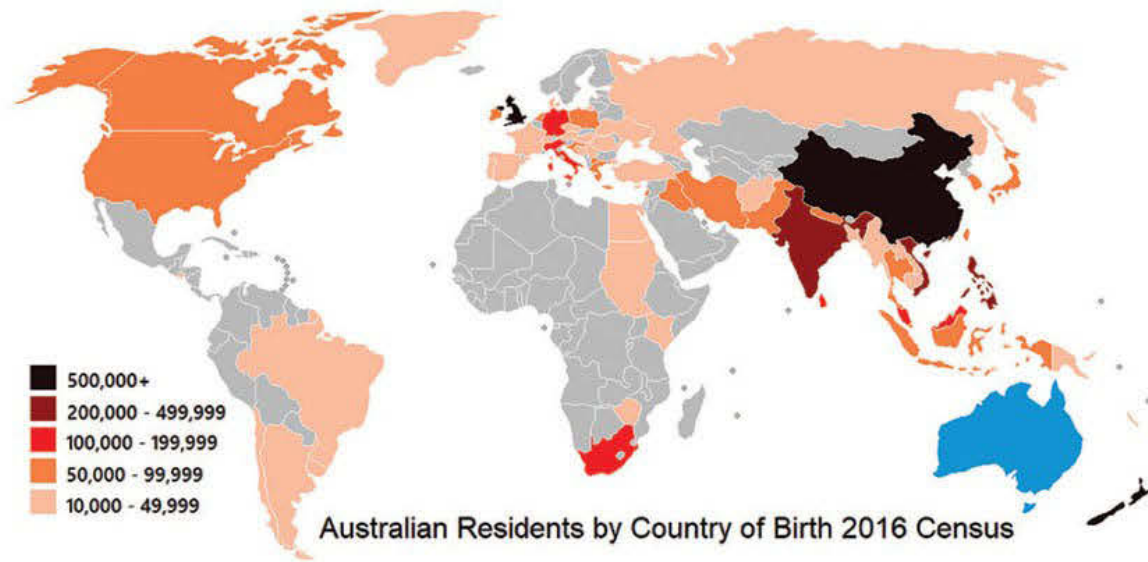 500,000+
200,000 - 499,999
100,000 - 199,999
50,000 - 99,999
10,000 - 49,999
Australian Residents by Country of Birth 2016 Census